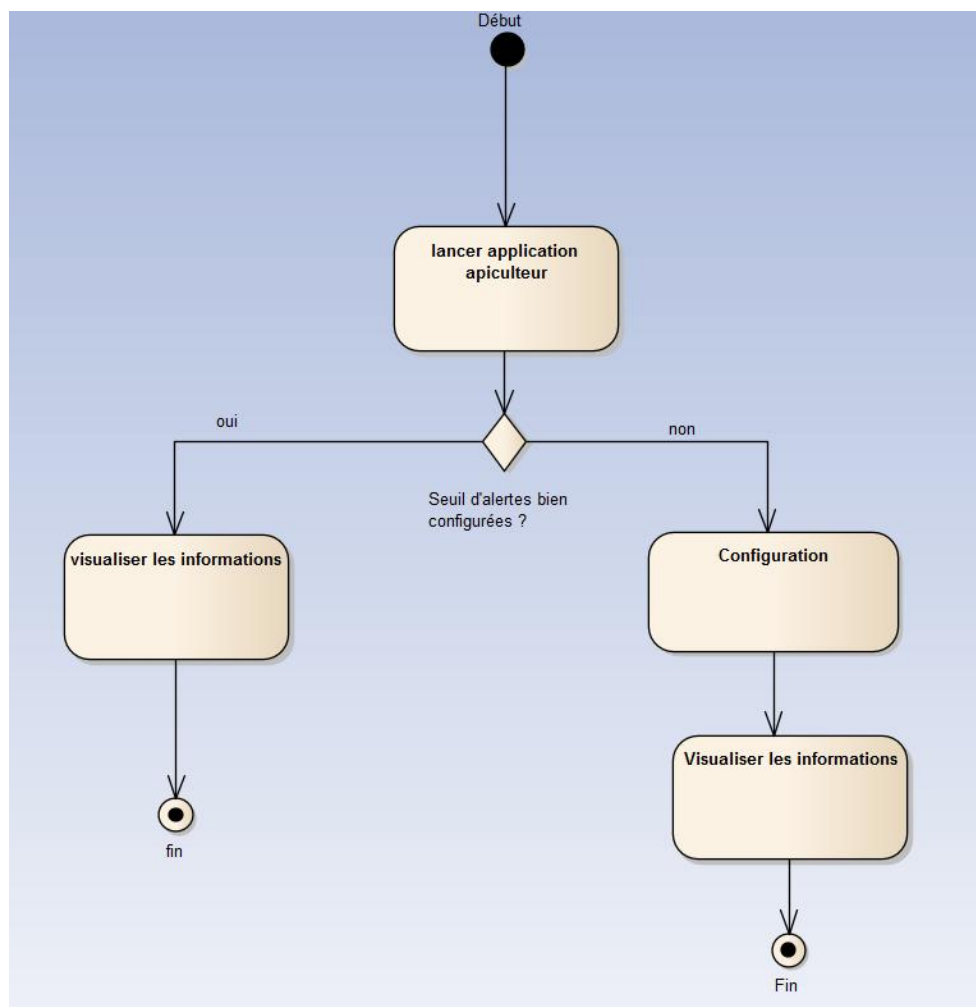 Début
lancer application
apiculteur
oui
non
Seuil d'alertes bien
configurées ?
visualiser les informations
Configuration
Visualiser les informations
fin
Fin